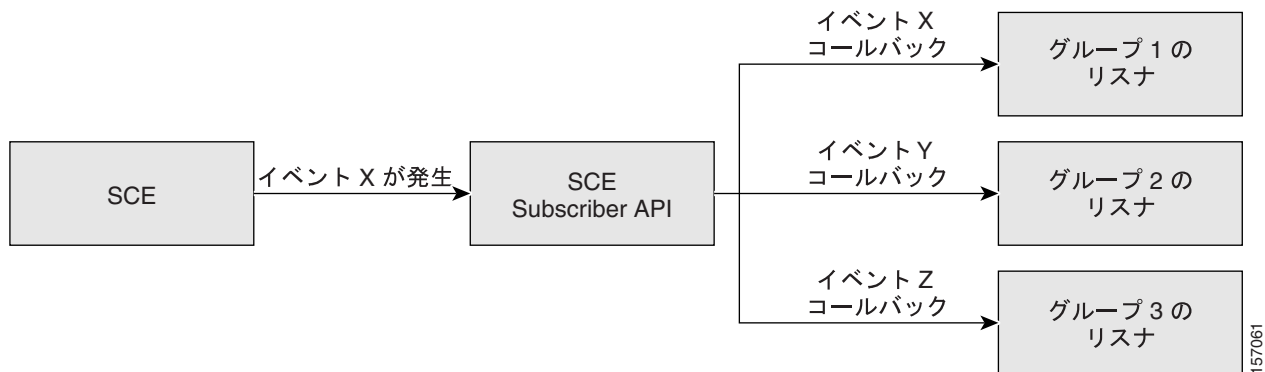 SCE
イベント X が発生
SCE
Subscriber API
イベント X
コールバック
グループ 1 の
リスナ
イベント Y
コールバック
グループ 2 の
リスナ
イベント Z
コールバック
グループ 3 の
リスナ
157061